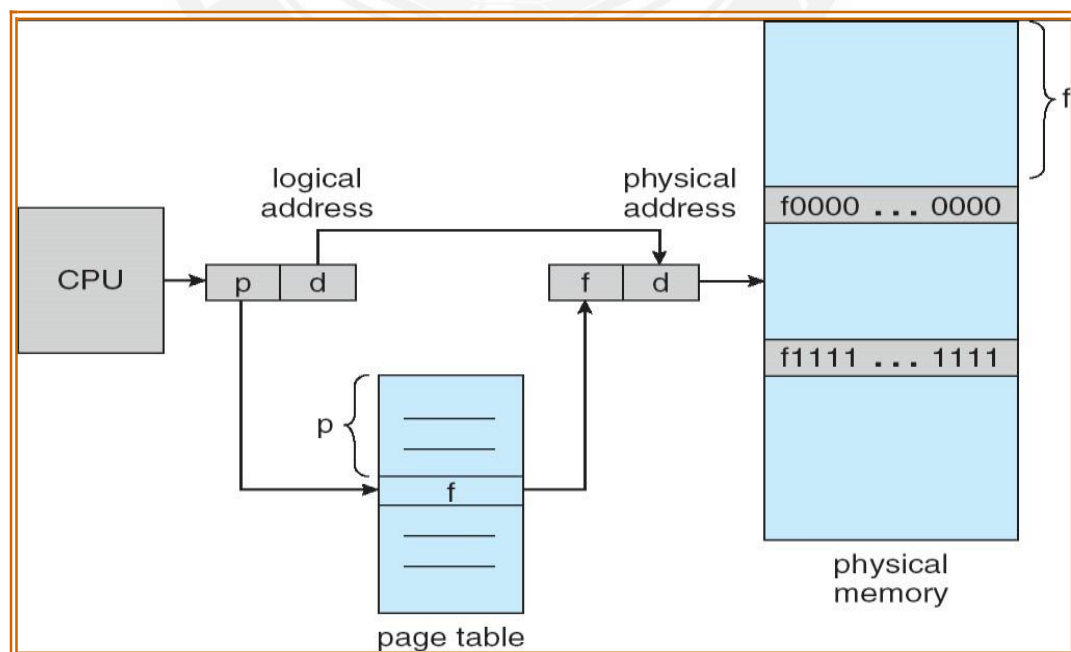 f
f0000 ... 0000
logical
address
physical
address
CPU
p d
f d
f1111 ... 1111
p
f
page table
physical
memory